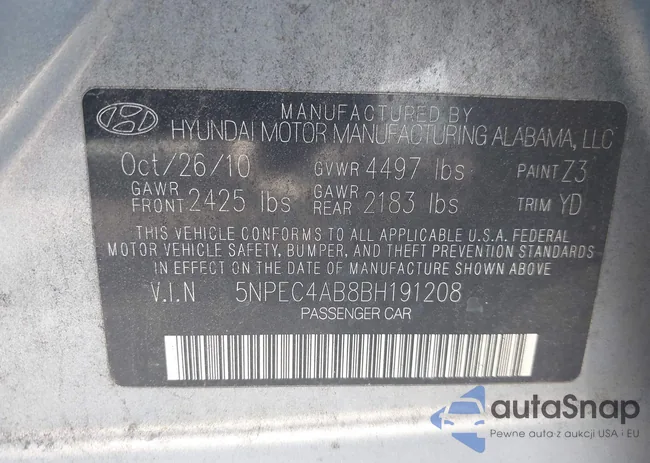 MANUFACTURED BY
HYUNDAI MOTOR MANUFACTURING ALABAMA, LLC
Oct/26/10 GVWR 4497 lbs PAINT Z3
GAWR FRONT 2425 lbs GAWR REAR 2183 lbs TRIM YD
THIS VEHICLE CONFORMS TO ALL APPLICABLE U.S.A. FEDERAL
MOTOR VEHICLE SAFETY, BUMPER, AND THEFT PREVENTION STANDARDS
IN EFFECT ON THE DATE OF MANUFACTURE SHOWN ABOVE
V.I.N 5NPEC4AB8BH191208
PASSENGER CAR
autaSnap
Pewne auta z aukcji USA i EU